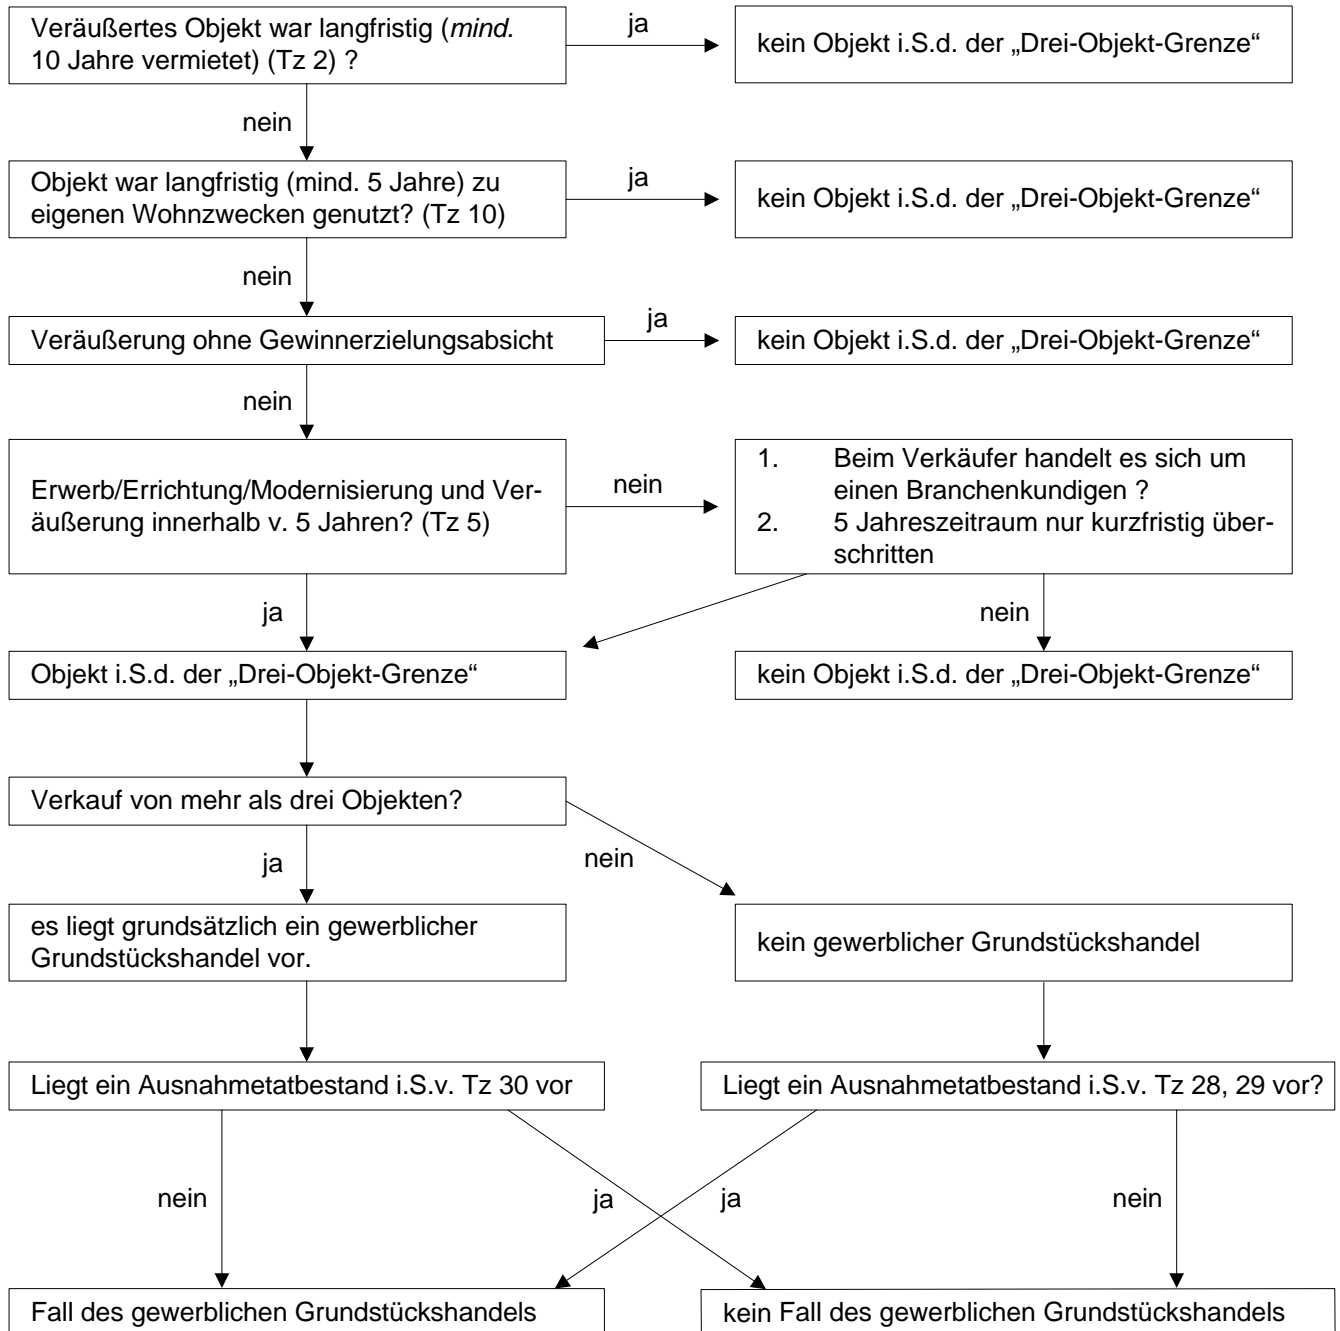 Veräußertes Objekt war langfristig (mind.
10 Jahre vermietet) (Tz 2) ?
ja
kein Objekt i.S.d. der „Drei-Objekt-Grenze“
nein
Objekt war langfristig (mind. 5 Jahre) zu
eigenen Wohnzwecken genutzt? (Tz 10)
ja
kein Objekt i.S.d. der „Drei-Objekt-Grenze“
nein
Veräußerung ohne Gewinnerzielungsabsicht
ja
kein Objekt i.S.d. der „Drei-Objekt-Grenze“
nein
Erwerb/Errichtung/Modernisierung und Ver-
äußerung innerhalb v. 5 Jahren? (Tz 5)
nein
1. Beim Verkäufer handelt es sich um
einen Branchenkundigen ?
2. 5 Jahreszeitraum nur kurzfristig über-
schritten
ja
nein
Objekt i.S.d. der „Drei-Objekt-Grenze“
kein Objekt i.S.d. der „Drei-Objekt-Grenze“
Verkauf von mehr als drei Objekten?
ja
nein
es liegt grundsätzlich ein gewerblicher
Grundstückshandel vor.
kein gewerblicher Grundstückshandel
Liegt ein Ausnahmetatbestand i.S.v. Tz 30 vor
Liegt ein Ausnahmetatbestand i.S.v. Tz 28, 29 vor?
nein
ja
ja
nein
Fall des gewerblichen Grundstückshandels
kein Fall des gewerblichen Grundstückshandels